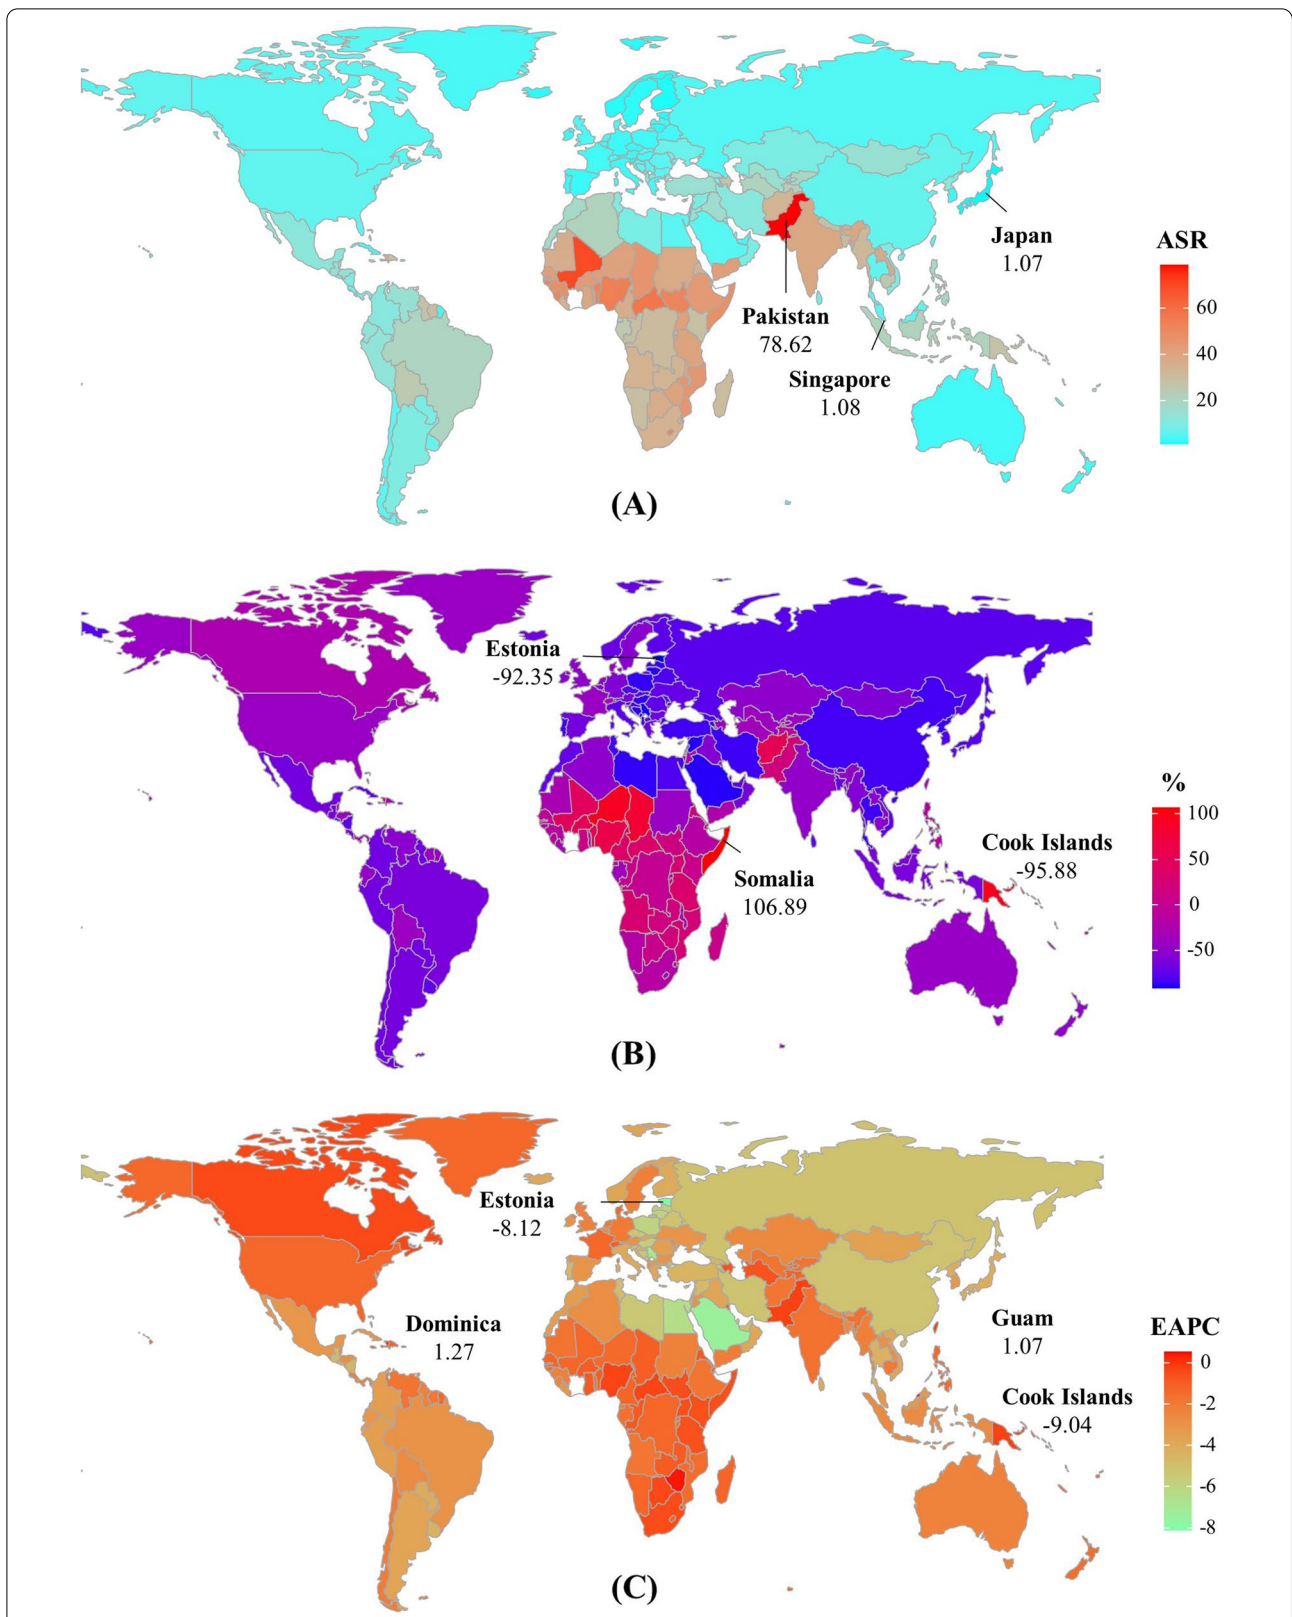 Japan
1.07
ASR
60
40
20
Pakistan
78.62
Singapore
1.08
(A)
Estonia
-92.35
%
100
50
0
-50
Cook Islands
-95.88
Somalia
106.89
(B)
Estonia
-8.12
Dominica
1.27
Guam
1.07
EAPC
0
-2
-4
-6
-8
Cook Islands
-9.04
(C)